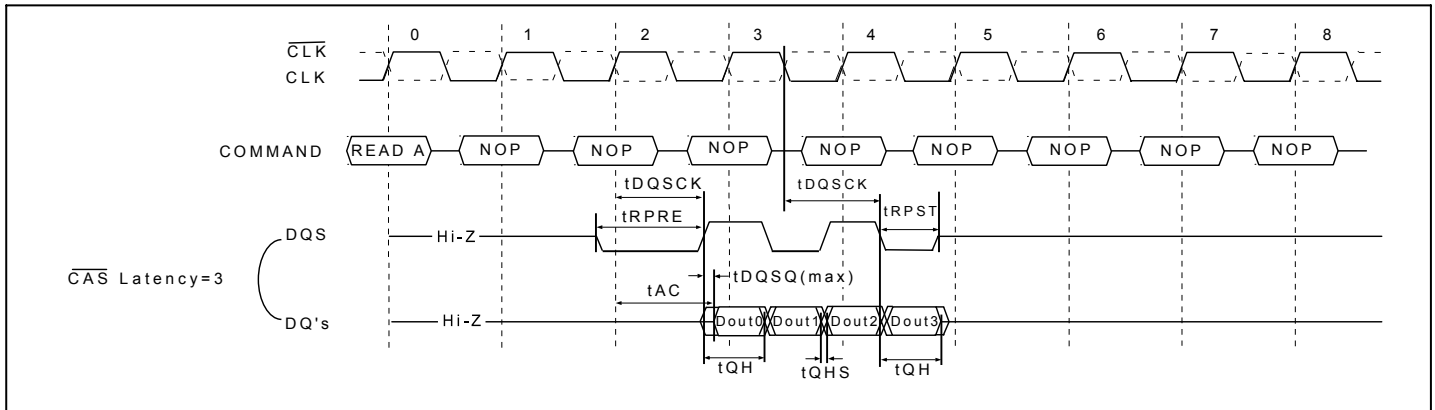 0 1 2 3 4 5 6 7 8
CLK
CLK
COMMAND READ A NOP NOP NOP NOP NOP NOP NOP NOP
tDQSCK tDQSCK
tRPRE tRPST
DQS Hi-Z
CAS Latency=3
tDQSQ(max)
tAC
DQ's Hi-Z Dout0 Dout1 Dout2 Dout3
tQH tQHS tQH